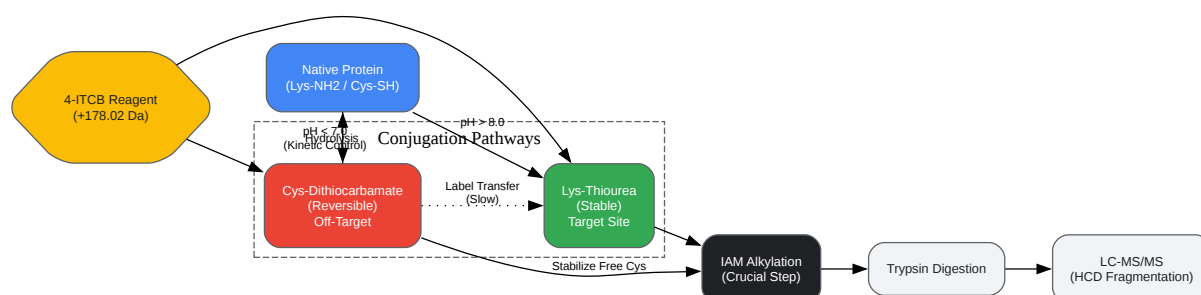 4-ITCB Reagent
(+178.02 Da)
Native Protein
(Lys-NH2 / Cys-SH)
pH < 7.0
(Kinetic Control)
Hydrolysis
pH > 8.0
Conjugation Pathways
Cys-Dithiocarbamate
(Reversible)
Off-Target
Label Transfer
(Slow)
Lys-Thiourea
(Stable)
Target Site
Stabilize Free Cys
IAM Alkylation
(Crucial Step)
Trypsin Digestion
LC-MS/MS
(HCD Fragmentation)